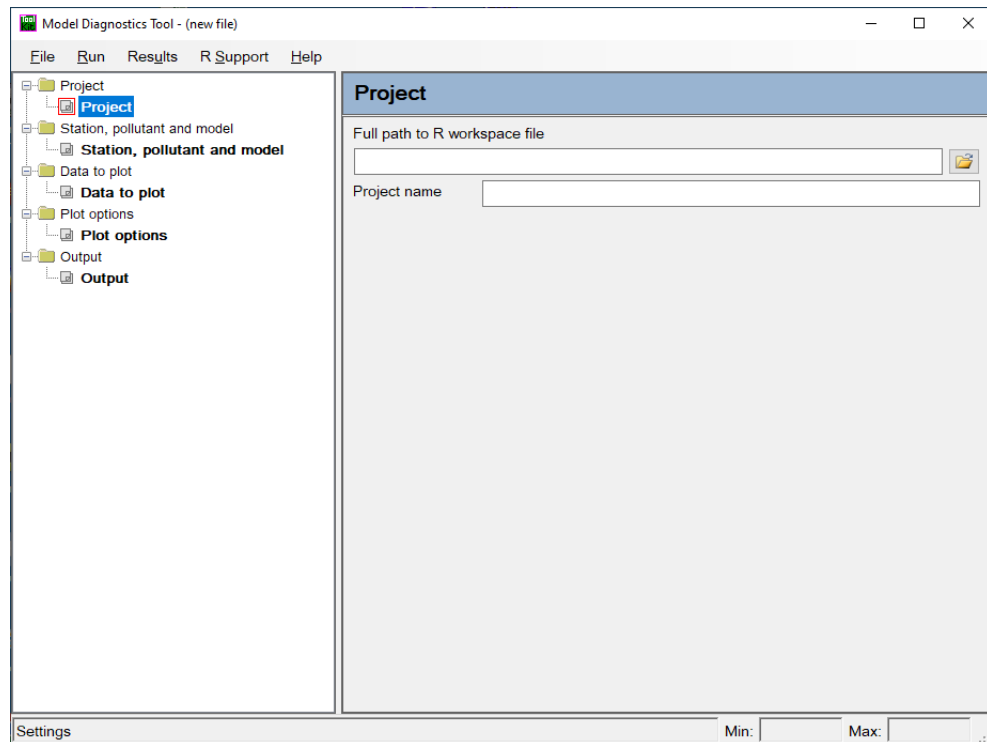 Tool
Kit
Model Diagnostics Tool - (new file)
File Run Results R Support Help
Project
Project
Station, pollutant and model
Station, pollutant and model
Data to plot
Data to plot
Plot options
Plot options
Output
Output
Project
Full path to R workspace file
Project name
Settings
Min:
Max: